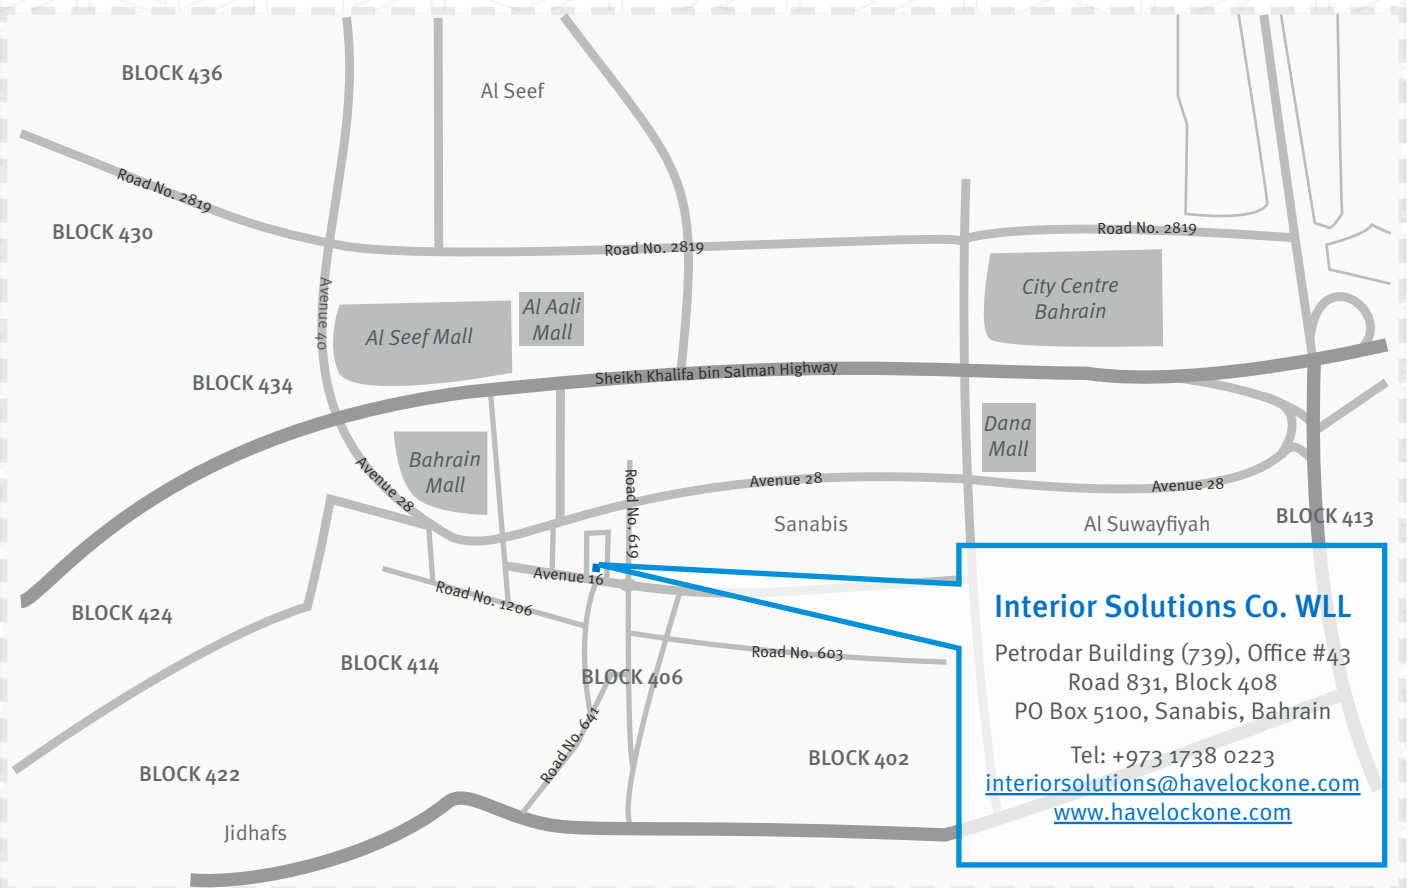 BLOCK 436
Al Seef
Road No. 2819
BLOCK 430
Road No. 2819
Road No. 2819
Avenue 40
Al Seef Mall
Al Aali
Mall
City Centre
Bahrain
BLOCK 434
Sheikh Khalifa bin Salman Highway
Dana
Mall
Bahrain
Mall
Avenue 28
Road No. 619
Avenue 28
Avenue 28
Sanabis
Al Suwayfiyah
BLOCK 413
Avenue 16
Road No. 1206
BLOCK 424
BLOCK 414
BLOCK 406
Road No. 603
Road No. 641
BLOCK 402
BLOCK 422
Jidhafs
Interior Solutions Co. WLL
Petrodar Building (739), Office #43
Road 831, Block 408
PO Box 5100, Sanabis, Bahrain
Tel: +973 1738 0223
interiorsolutions@havelockone.com
www.havelockone.com